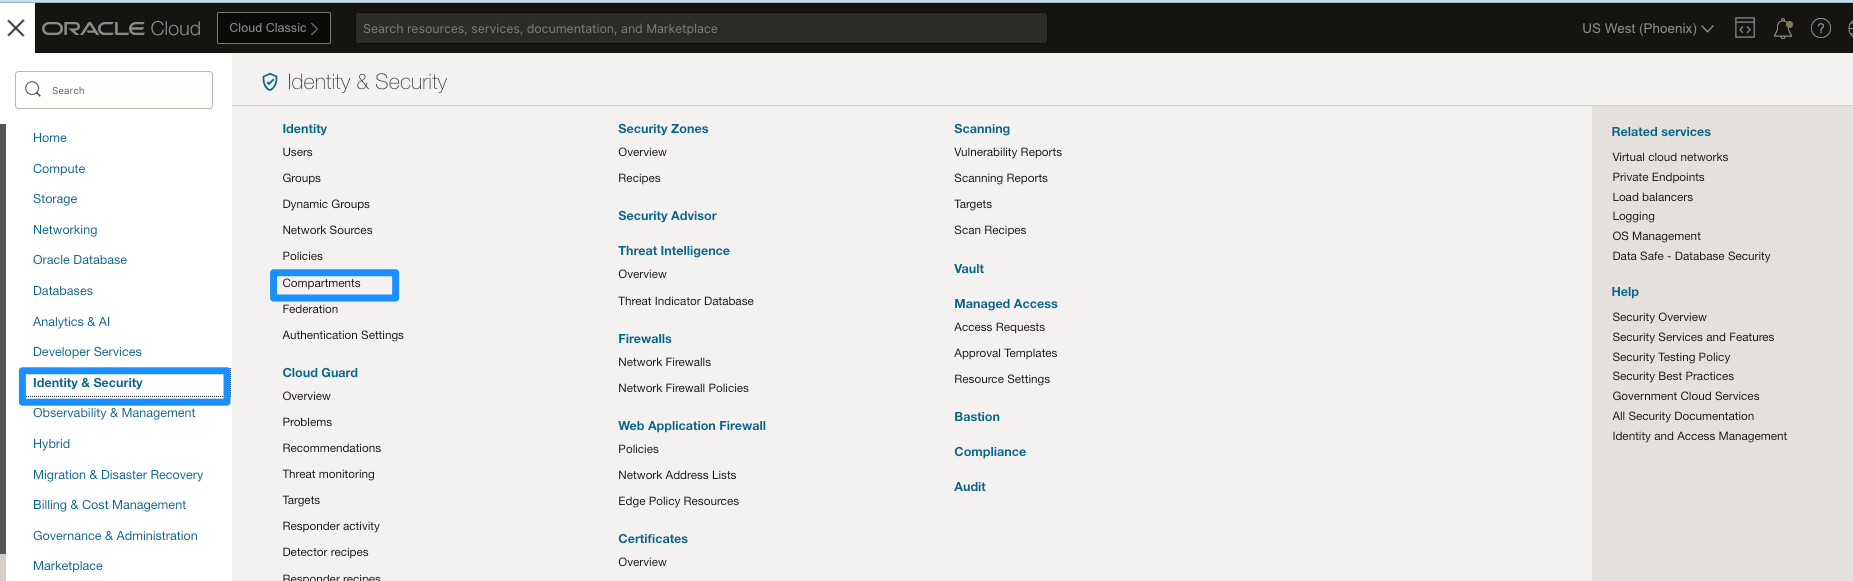 ORACLE Cloud
Cloud Classic
Search resources, services, documentation, and Marketplace
US West (Phoenix)
Search
Home
Compute
Storage
Networking
Oracle Database
Databases
Analytics & AI
Developer Services
Identity & Security
Observability & Management
Hybrid
Migration & Disaster Recovery
Billing & Cost Management
Governance & Administration
Marketplace
Identity & Security
Identity
Users
Groups
Dynamic Groups
Network Sources
Policies
Compartments
Federation
Authentication Settings
Cloud Guard
Overview
Problems
Recommendations
Threat monitoring
Targets
Responder activity
Detector recipes
Responder recipes
Security Zones
Overview
Recipes
Security Advisor
Threat Intelligence
Overview
Threat Indicator Database
Firewalls
Network Firewalls
Network Firewall Policies
Web Application Firewall
Policies
Network Address Lists
Edge Policy Resources
Certificates
Overview
Scanning
Vulnerability Reports
Scanning Reports
Targets
Scan Recipes
Vault
Managed Access
Access Requests
Approval Templates
Resource Settings
Bastion
Compliance
Audit
Related services
Virtual cloud networks
Private Endpoints
Load balancers
Logging
OS Management
Data Safe - Database Security
Help
Security Overview
Security Services and Features
Security Testing Policy
Security Best Practices
Government Cloud Services
All Security Documentation
Identity and Access Management